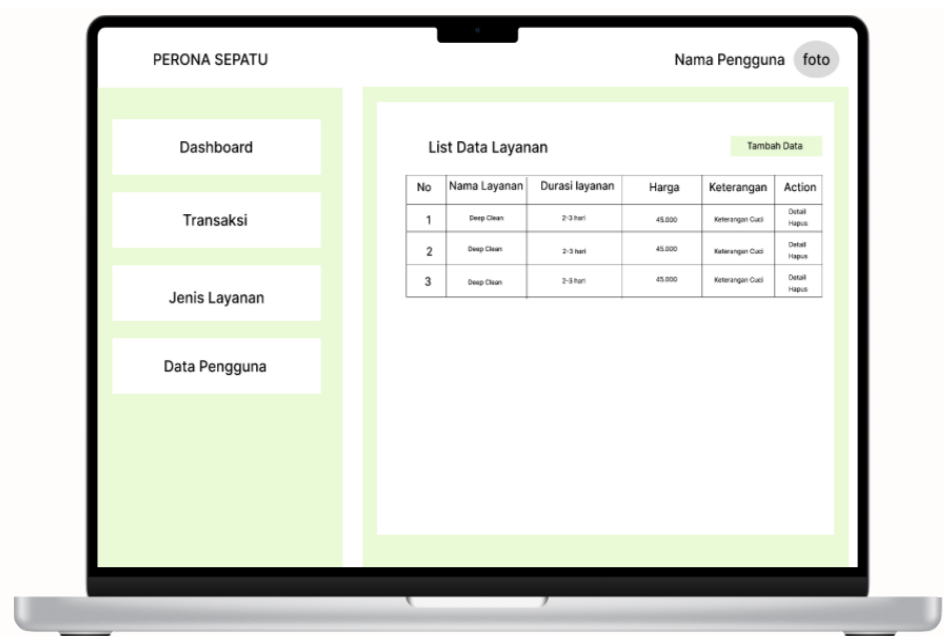 PERONA SEPATU
Nama Pengguna foto
Dashboard
Transaksi
Jenis Layanan
Data Pengguna
List Data Layanan
Tambah Data
No Nama Layanan Durasi layanan Harga Keterangan Action
1 Deep Clean 2-3 hari 45.000 Keterangan Cuci Detail
Hapus
2 Deep Clean 2-3 hari 45.000 Keterangan Cuci Detail
Hapus
3 Deep Clean 2-3 hari 45.000 Keterangan Cuci Detail
Hapus